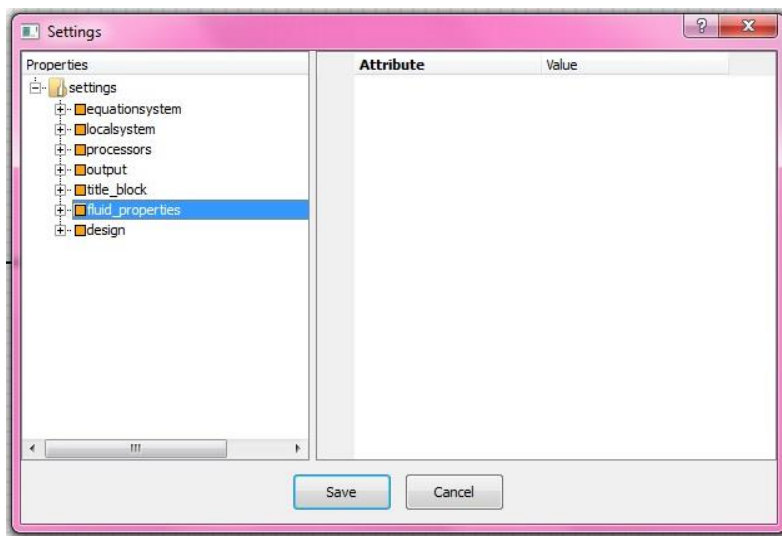 Settings
Properties
Attribute Value
settings
equationsystem
localsystem
processors
output
title_block
fluid_properties
design
Save Cancel